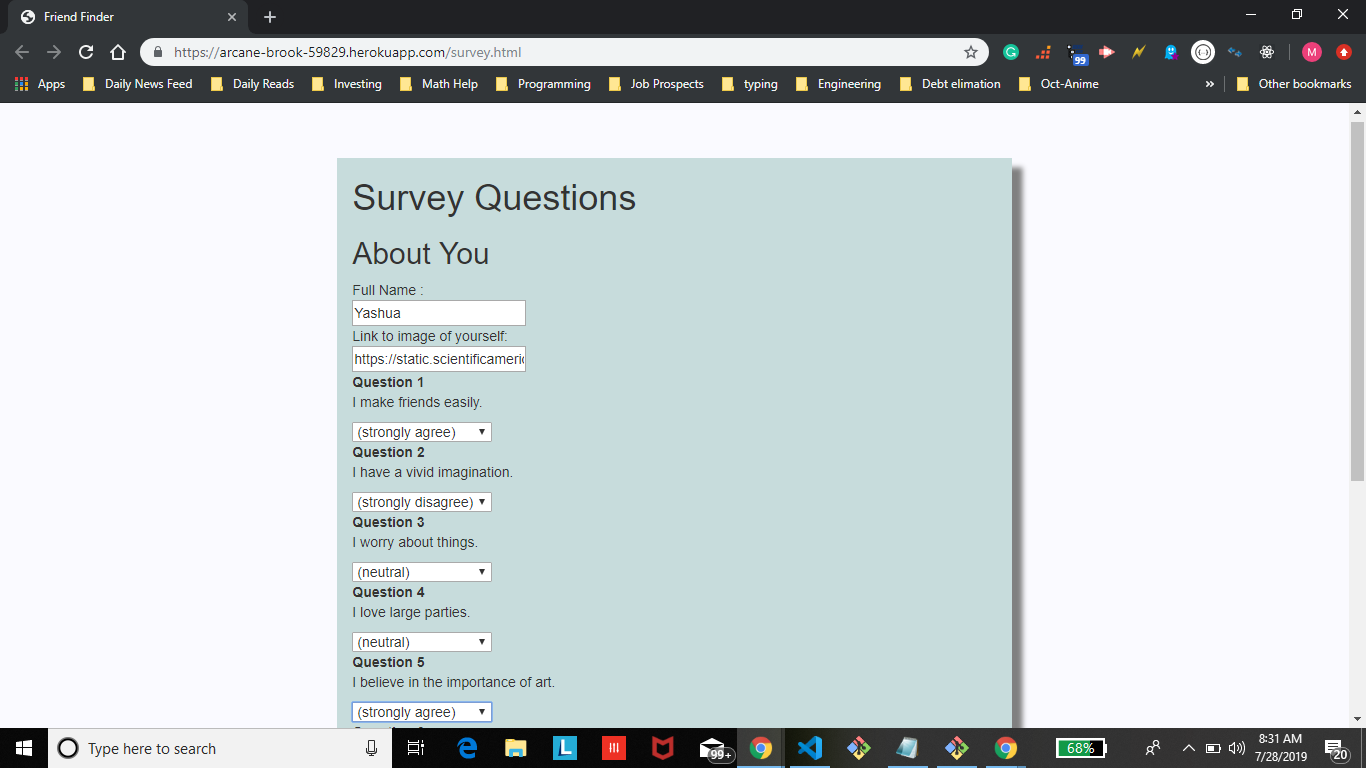 Friend Finder
https://arcane-brook-59829.herokuapp.com/survey.html
99
M
Apps Daily News Feed Daily Reads Investing Math Help Programming Job Prospects typing Engineering Debt elimation Oct-Anime » Other bookmarks
Survey Questions
About You
Full Name :
Yashua
Link to image of yourself:
https://static.scientificameric
Question 1
I make friends easily.
(strongly agree)
Question 2
I have a vivid imagination.
(strongly disagree)
Question 3
I worry about things.
(neutral)
Question 4
I love large parties.
(neutral)
Question 5
I believe in the importance of art.
(strongly agree)
Type here to search
L
99+
68%
8:31 AM
7/28/2019
20